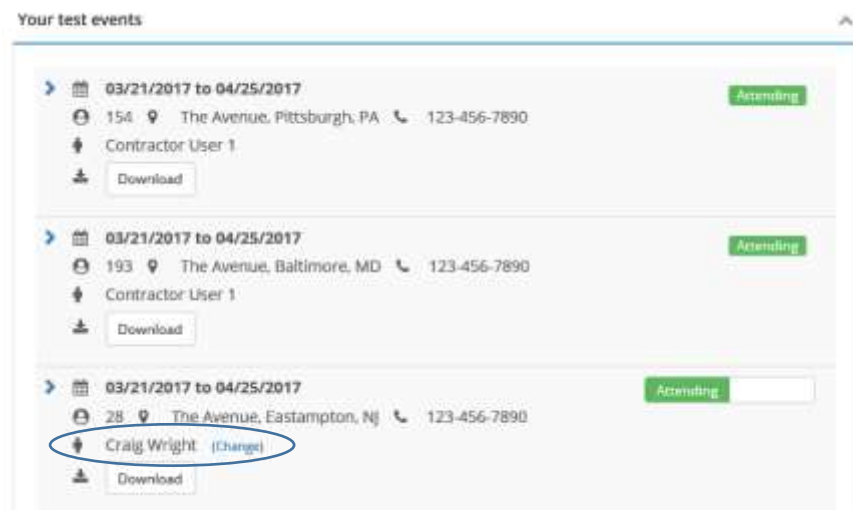 Your test events
03/21/2017 to 04/25/2017
Attending
154 The Avenue, Pittsburgh, PA 123-456-7890
Contractor User 1
Download
03/21/2017 to 04/25/2017
Attending
193 The Avenue, Baltimore, MD 123-456-7890
Contractor User 1
Download
03/21/2017 to 04/25/2017
Attending
28 The Avenue, Eastampton, NJ 123-456-7890
Craig Wright (Change)
Download